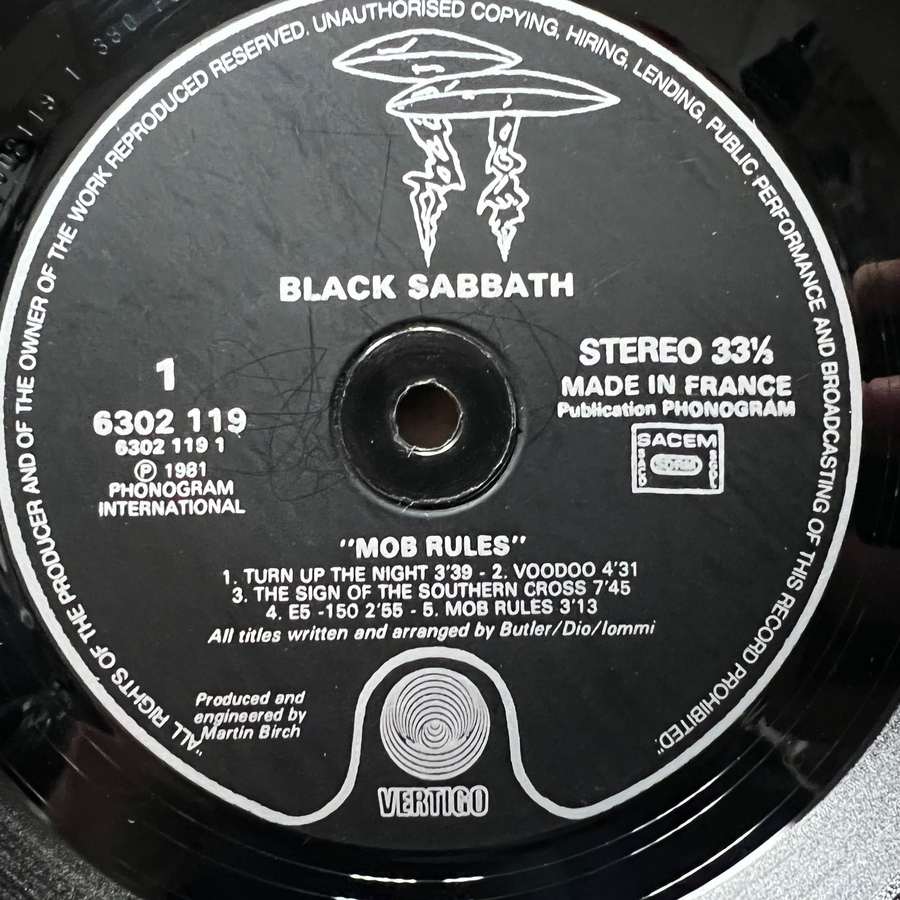 "ALL RIGHTS OF THE PRODUCER AND OF THE OWNER OF THE WORK REPRODUCED RESERVED. UNAUTHORISED COPYING, HIRING, LENDING, PUBLIC PERFORMANCE AND BROADCASTING OF THIS RECORD PROHIBITED."
BLACK SABBATH
1
6302 119
6302 119 1
Ⓟ 1981
PHONOGRAM
INTERNATIONAL
STEREO 33⅓
MADE IN FRANCE
Publication PHONOGRAM
SACEM
"MOB RULES"
1. TURN UP THE NIGHT 3'39 - 2. VOODOO 4'31
3. THE SIGN OF THE SOUTHERN CROSS 7'45
4. E5 -150 2'55 - 5. MOB RULES 3'13
All titles written and arranged by Butler/Dio/Iommi
Produced and
engineered by
Martin Birch
VERTIGO